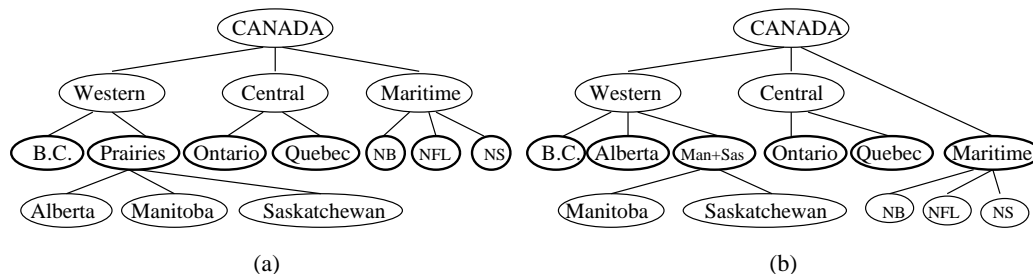 CANADA
Western Central Maritime
B.C. Prairies Ontario Quebec NB NFL NS
Alberta Manitoba Saskatchewan
(a)
CANADA
Western Central
B.C. Alberta Man+Sas Ontario Quebec Maritime
Manitoba Saskatchewan NB NFL NS
(b)